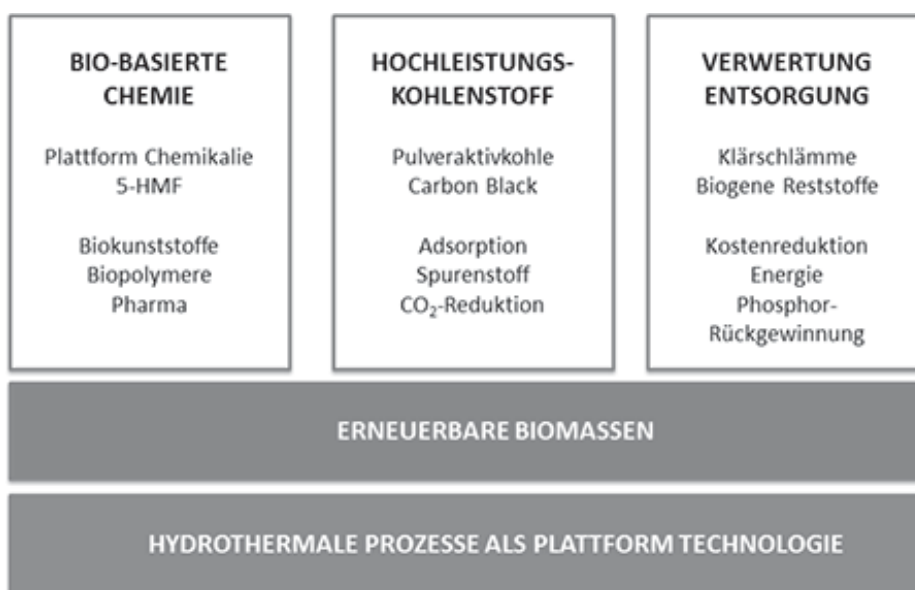 BIO-BASIERTE
CHEMIE
Plattform Chemikalie
5-HMF
Biokunststoffe
Biopolymere
Pharma
HOCHLEISTUNGS-
KOHLENSTOFF
Pulveraktivkohle
Carbon Black
Adsorption
Spurenstoff
CO₂-Reduktion
VERWERTUNG
ENTSORGUNG
Klärschlämme
Biogene Reststoffe
Kostenreduktion
Energie
Phosphor-
Rückgewinnung
ERNEUERBARE BIOMASSEN
HYDROTHERMALE PROZESSE ALS PLATTFORM TECHNOLOGIE